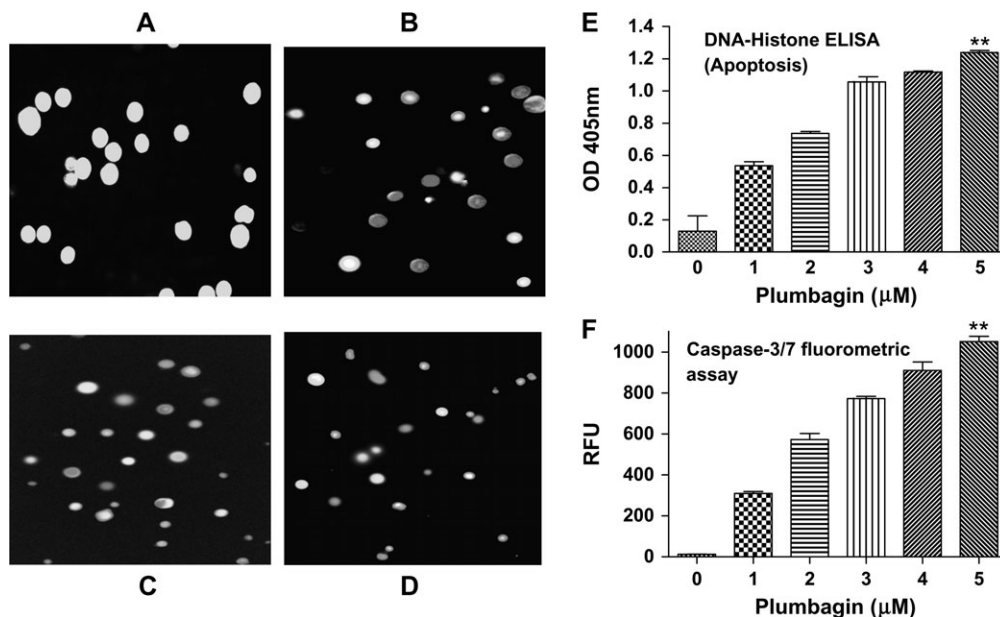 A
B
C
D
E
1.4
1.2
1.0
0.8
0.6
0.4
0.2
0.0
OD 405nm
DNA-Histone ELISA
(Apoptosis)
**
0 1 2 3 4 5
Plumbagin (μM)
F
1000
800
600
400
200
0
RFU
Caspase-3/7 fluorometric
assay
**
0 1 2 3 4 5
Plumbagin (μM)